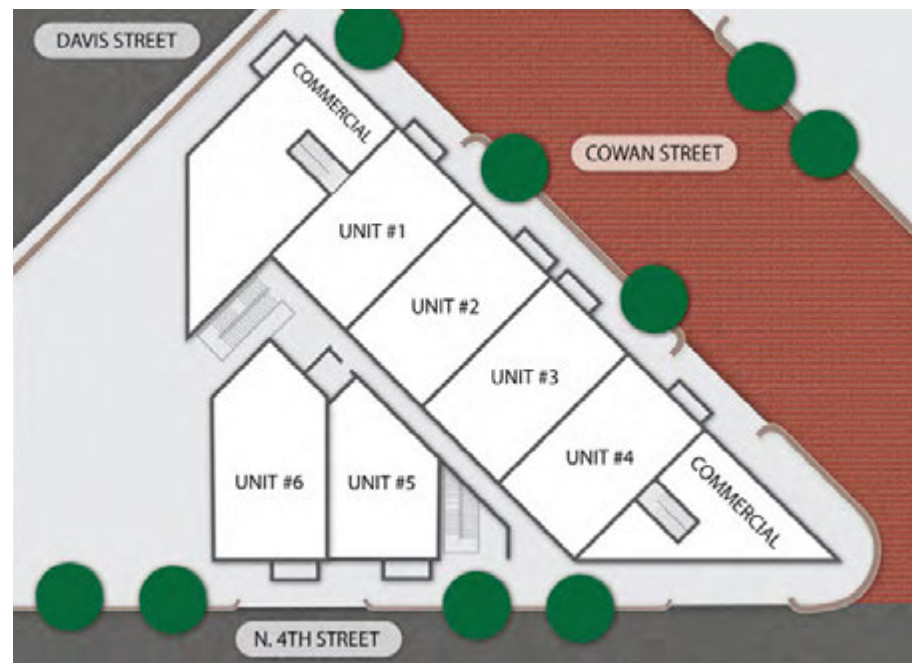 DAVIS STREET
COMMERCIAL
COWAN STREET
UNIT #1
UNIT #2
UNIT #3
UNIT #4
COMMERCIAL
UNIT #6
UNIT #5
N. 4TH STREET